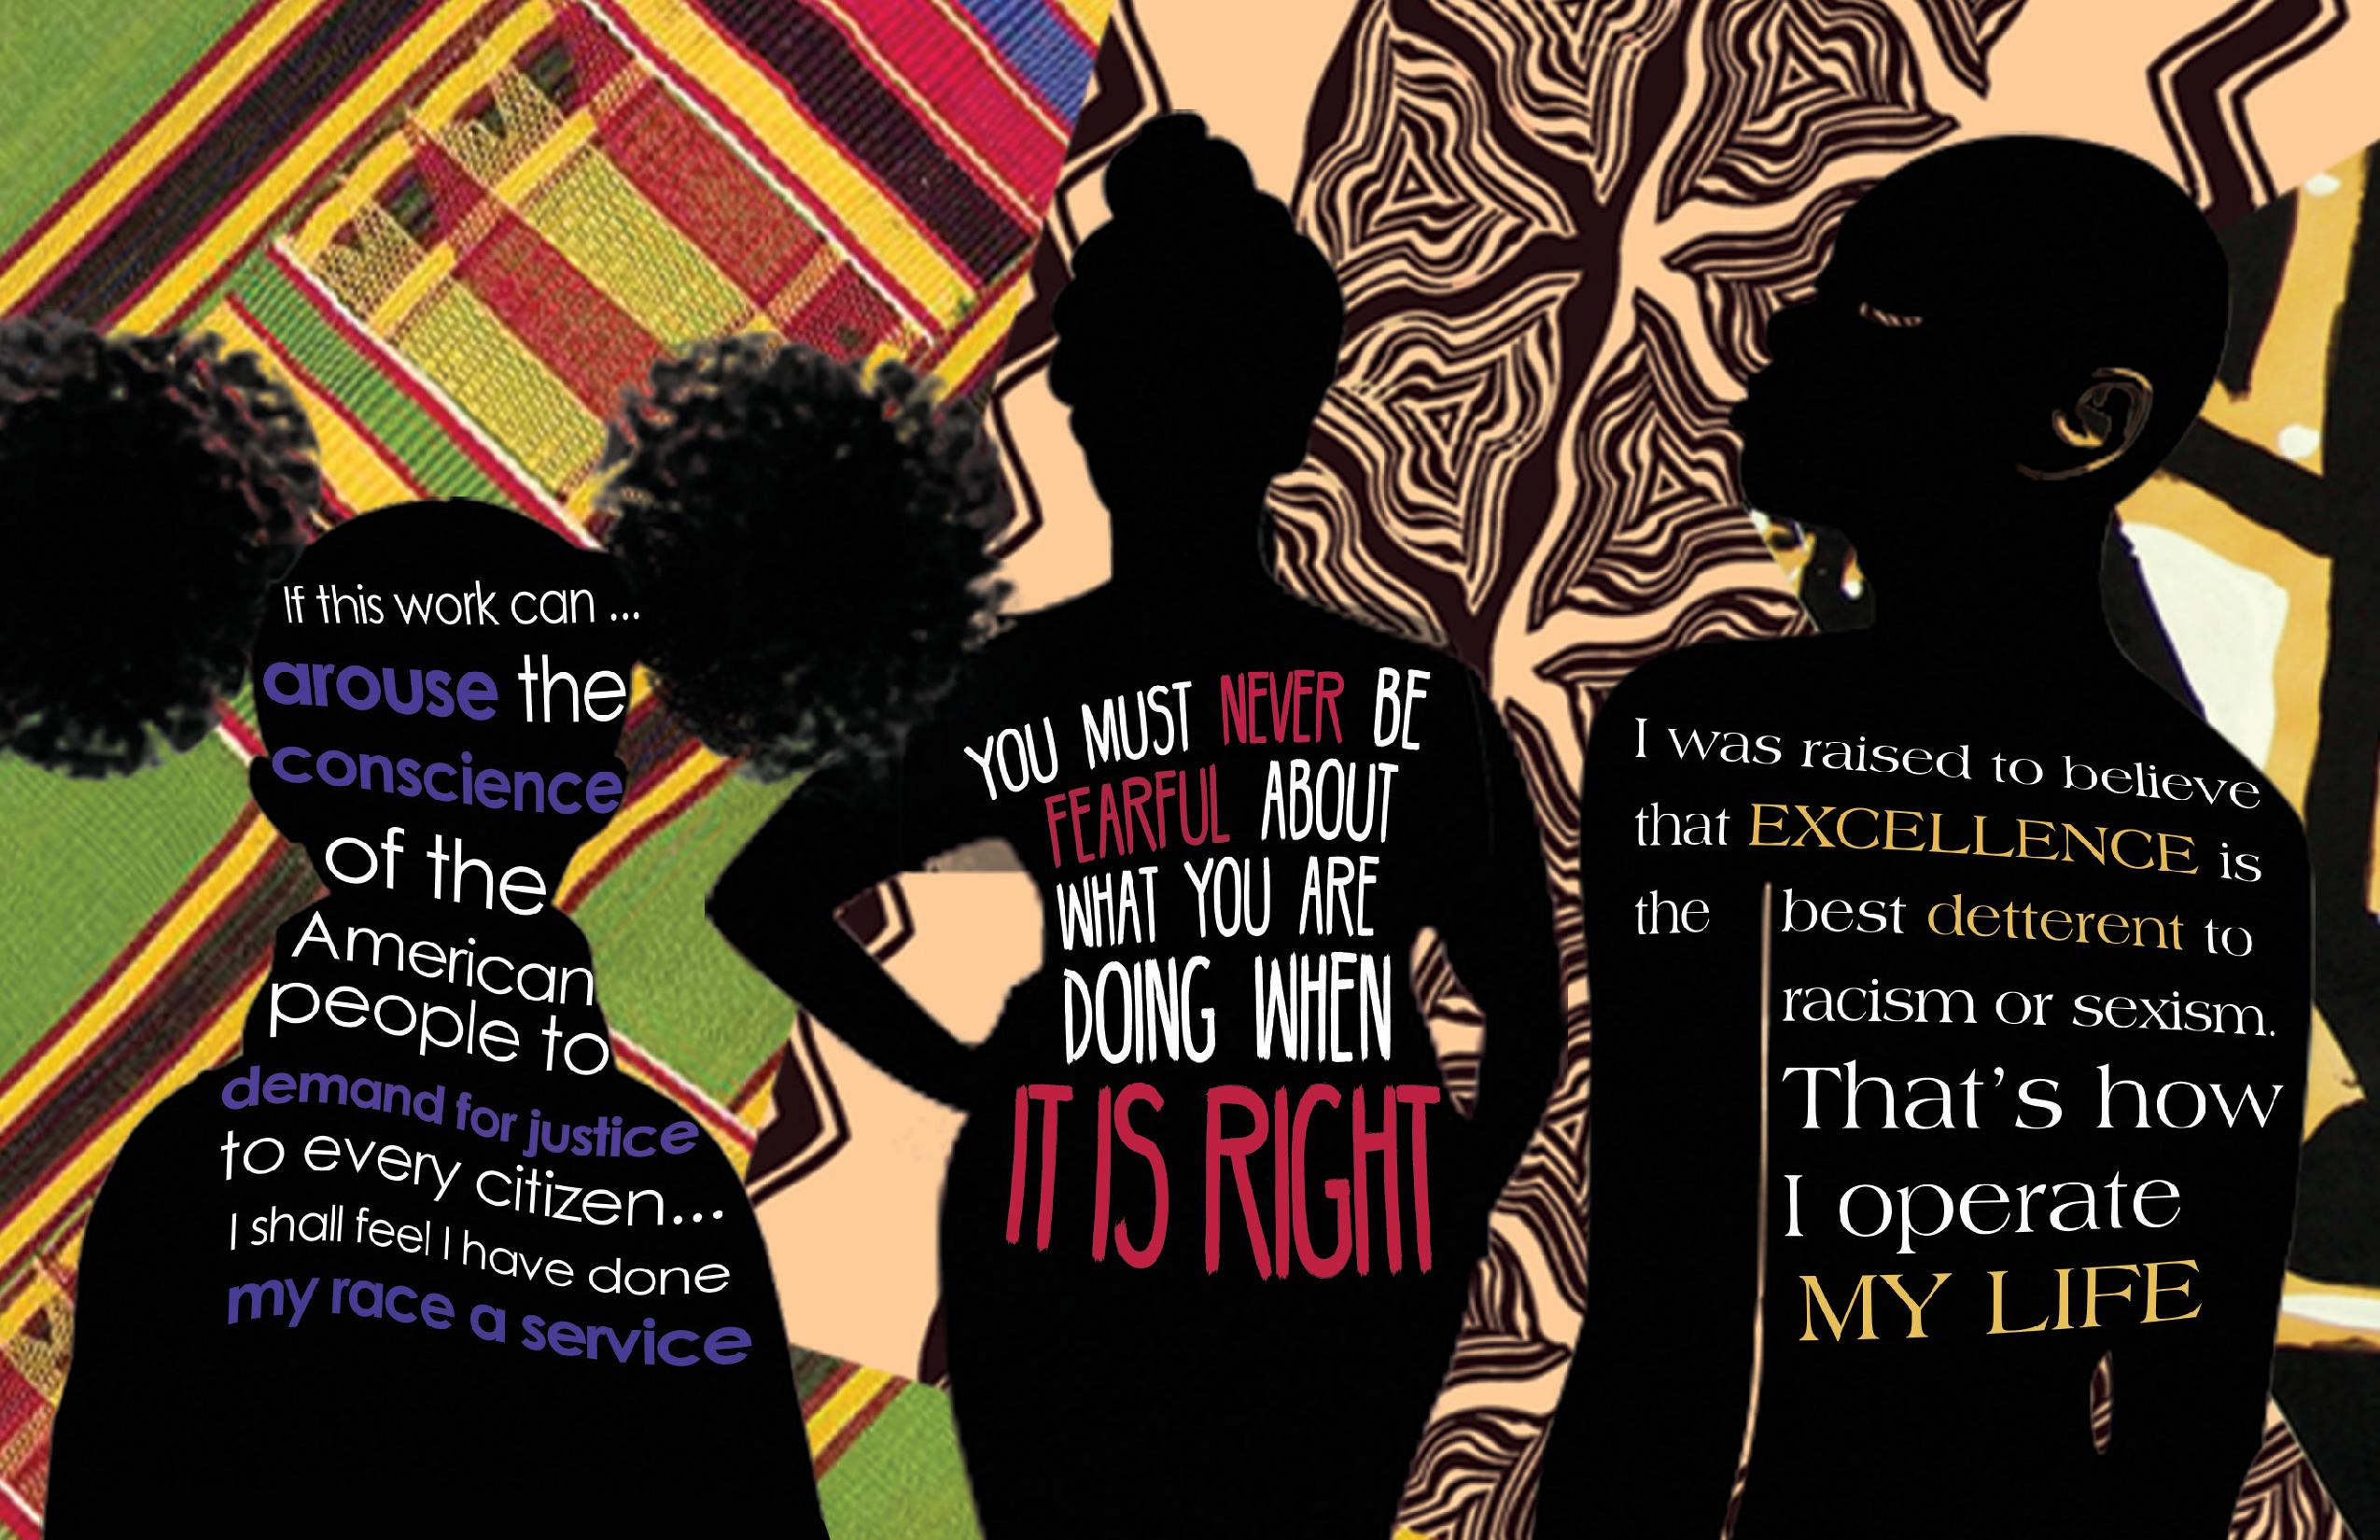 If this work can ...
arouse the
conscience
of the
American
people to
demand for justice
to every citizen...
I shall feel I have done
my race a service
YOU MUST NEVER BE
FEARFUL ABOUT
WHAT YOU ARE
DOING WHEN
IT IS RIGHT
I was raised to believe
that EXCELLENCE is
the best detterent to
racism or sexism.
That's how
I operate
MY LIFE